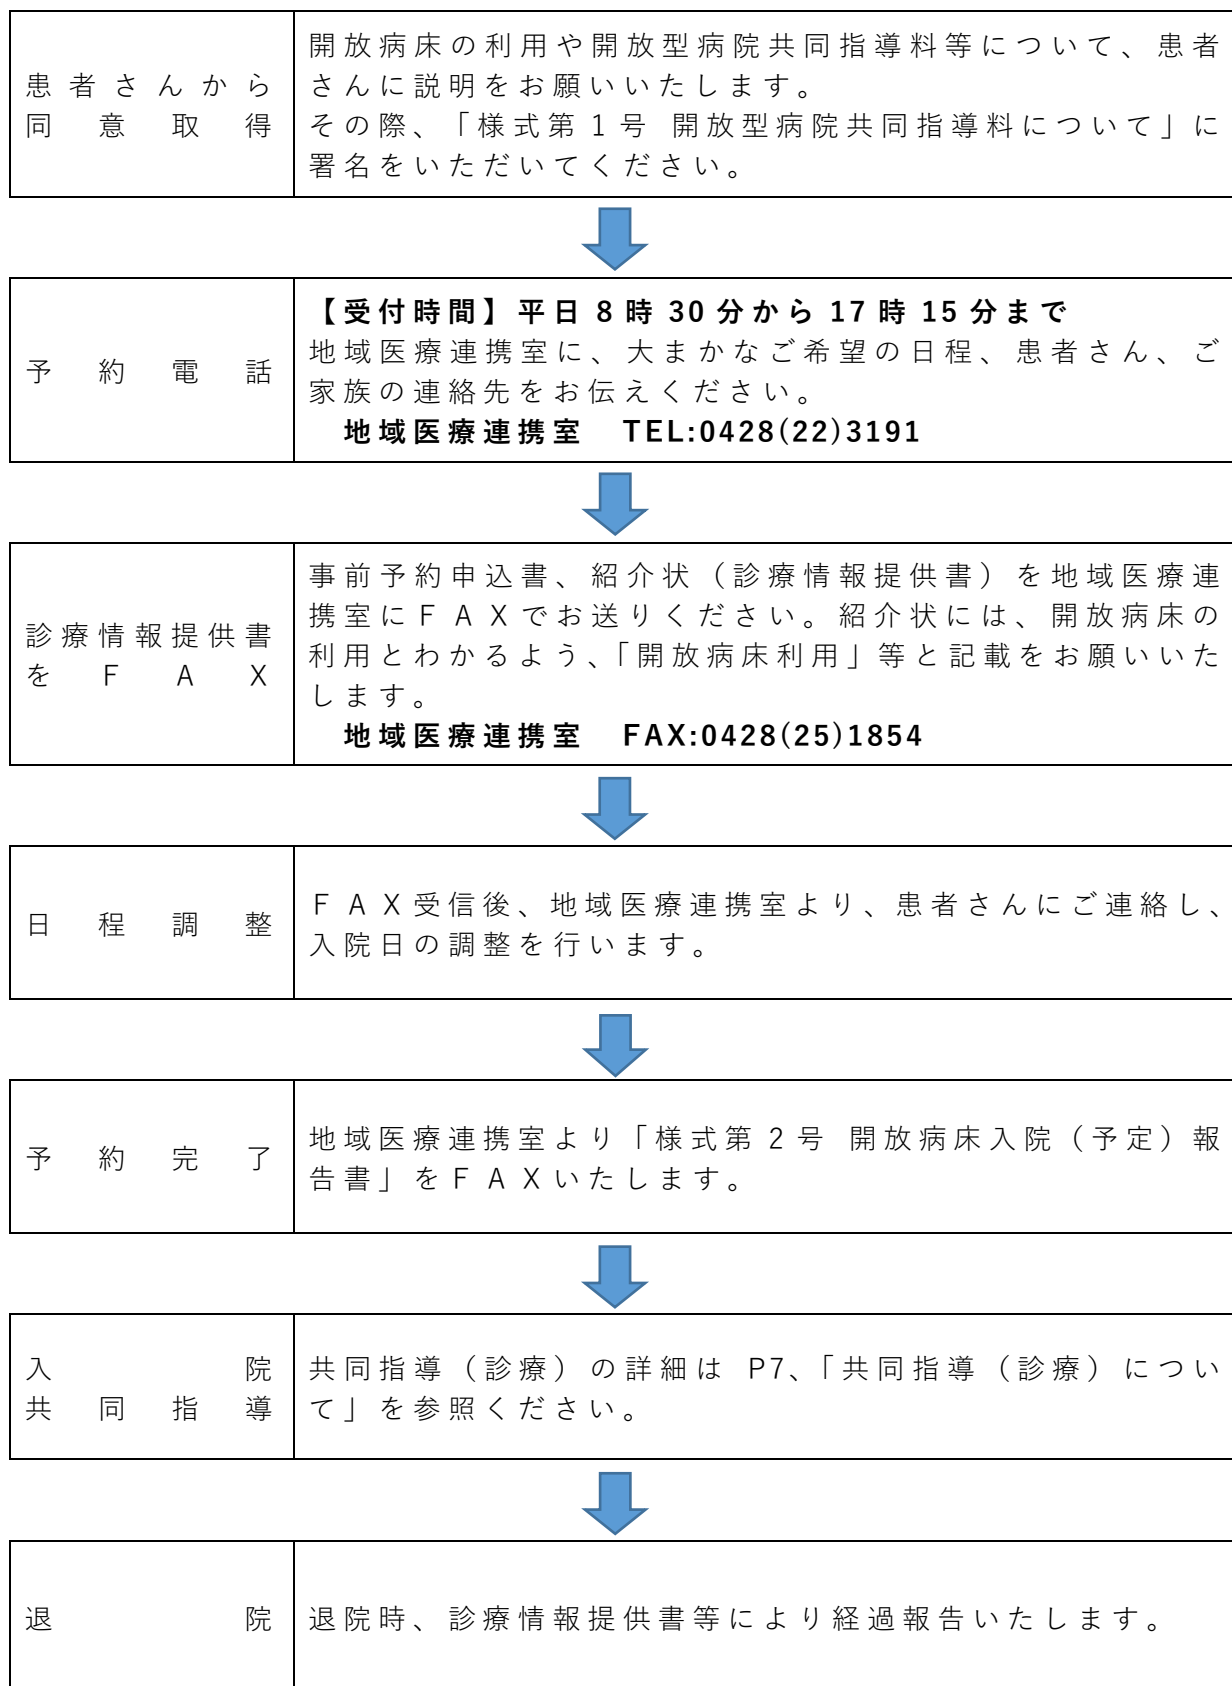 患者さんから
同意取得
開放病床の利用や開放型病院共同指導料等について、患者
さんに説明をお願いいたします。
その際、「様式第1号 開放型病院共同指導料について」に
署名をいただいてください。
予約電話
【受付時間】平日 8 時 30 分から 17 時 15 分まで
地域医療連携室に、大まかなご希望の日程、患者さん、ご
家族の連絡先をお伝えください。
地域医療連携室 TEL:0428(22)3191
診療情報提供書
をＦＡＸ
事前予約申込書、紹介状（診療情報提供書）を地域医療連
携室にＦＡＸでお送りください。紹介状には、開放病床の
利用とわかるよう、「開放病床利用」等と記載をお願いいた
します。
地域医療連携室 FAX:0428(25)1854
日程調整
ＦＡＸ受信後、地域医療連携室より、患者さんにご連絡し、
入院日の調整を行います。
予約完了
地域医療連携室より「様式第2号 開放病床入院（予定）報
告書」をＦＡＸいたします。
入院
共同指導
共同指導（診療）の詳細は P7、「共同指導（診療）につい
て」を参照ください。
退院
退院時、診療情報提供書等により経過報告いたします。